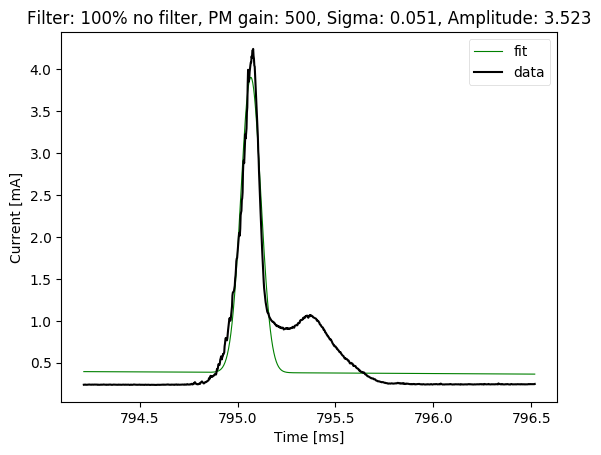 Filter: 100% no filter, PM gain: 500, Sigma: 0.051, Amplitude: 3.523
fit
data
4.0
3.5
3.0
2.5
2.0
1.5
1.0
0.5
Current [mA]
794.5 795.0 795.5 796.0 796.5
Time [ms]